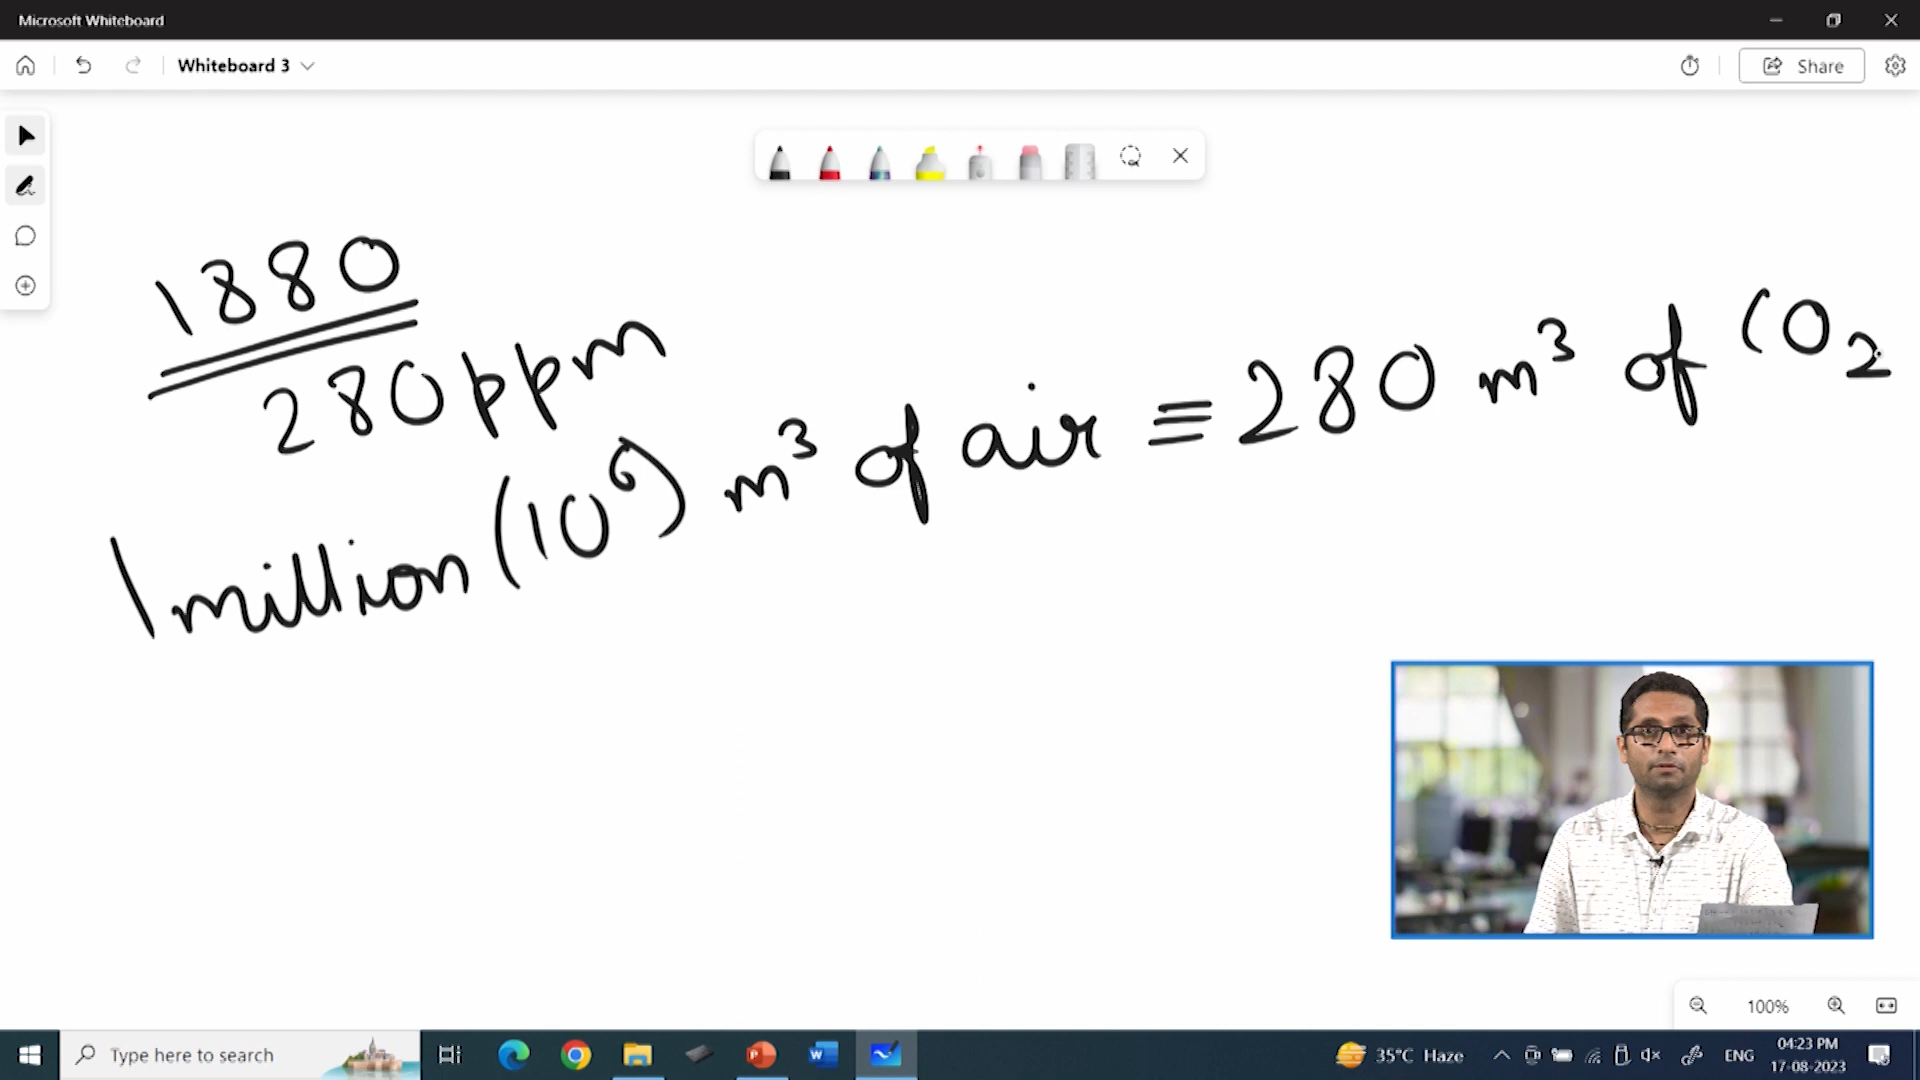 Microsoft Whiteboard
Whiteboard 3
Share
1880
280 ppm
1 million (10⁶) m³ of air ≡ 280 m³ of CO₂
100%
Type here to search
35°C Haze
ENG
04:23 PM
17-08-2023